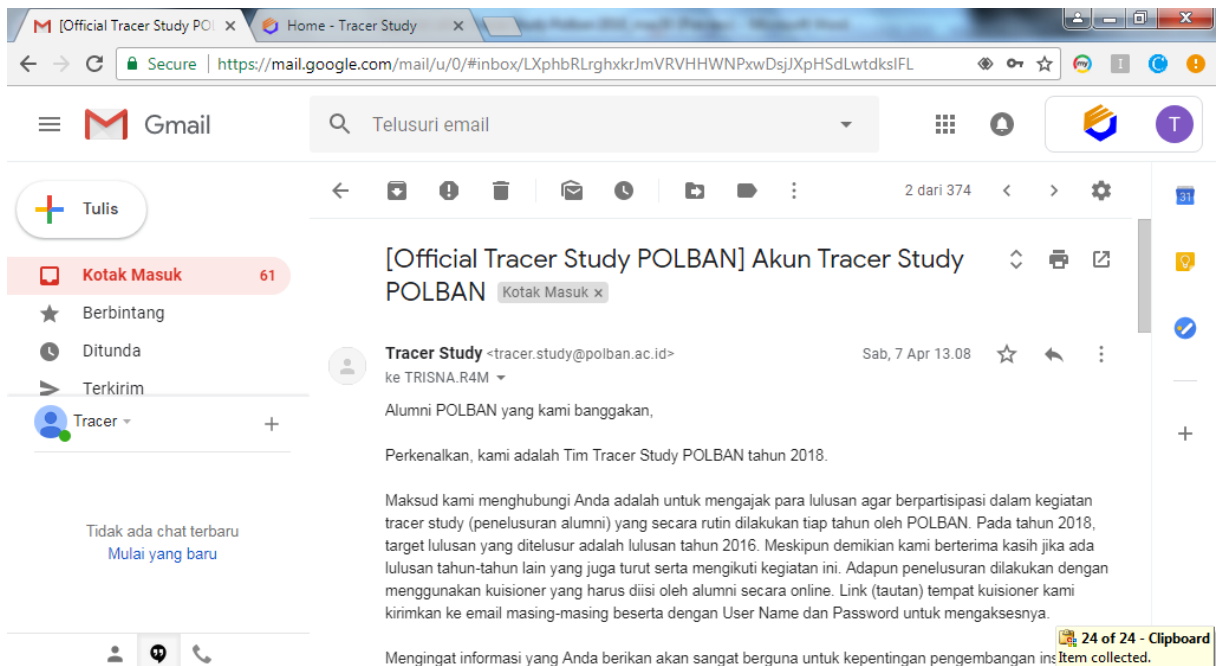 [Official Tracer Study POL
Home - Tracer Study
Secure | https://mail.google.com/mail/u/0/#inbox/LXphbRLrghxkrJmVRVHHWNPxwDsjJXpHSdLwtdkslFL
Gmail
Telusuri email
T
Tulis
2 dari 374
31
[Official Tracer Study POLBAN] Akun Tracer Study
POLBAN Kotak Masuk x
Kotak Masuk 61
Berbintang
Ditunda
Terkirim
Tracer
Tracer Study <tracer.study@polban.ac.id> Sab, 7 Apr 13.08
ke TRISNA.R4M
Alumni POLBAN yang kami banggakan,
Perkenalkan, kami adalah Tim Tracer Study POLBAN tahun 2018.
Maksud kami menghubungi Anda adalah untuk mengajak para lulusan agar berpartisipasi dalam kegiatan
tracer study (penelusuran alumni) yang secara rutin dilakukan tiap tahun oleh POLBAN. Pada tahun 2018,
target lulusan yang ditelusur adalah lulusan tahun 2016. Meskipun demikian kami berterima kasih jika ada
lulusan tahun-tahun lain yang juga turut serta mengikuti kegiatan ini. Adapun penelusuran dilakukan dengan
menggunakan kuisioner yang harus diisi oleh alumni secara online. Link (tautan) tempat kuisioner kami
kirimkan ke email masing-masing beserta dengan User Name dan Password untuk mengaksesnya.
Mengingat informasi yang Anda berikan akan sangat berguna untuk kepentingan pengembangan ins
Tidak ada chat terbaru
Mulai yang baru
24 of 24 - Clipboard
Item collected.